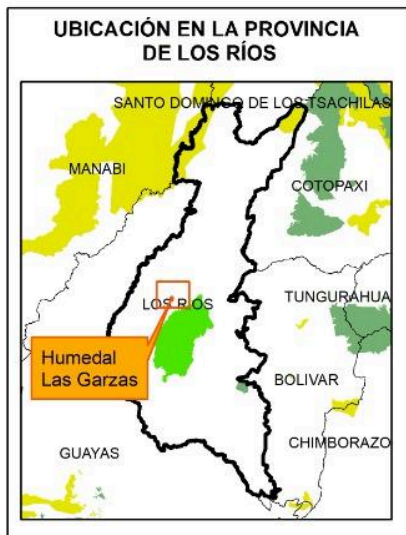 UBICACIÓN EN LA PROVINCIA
DE LOS RÍOS
SANTO DOMINGO DE LOS TSACHILAS
MANABI
COTOPAXI
LOS RIOS
TUNGURAHUA
Humedal
Las Garzas
BOLIVAR
CHIMBORAZO
GUAYAS